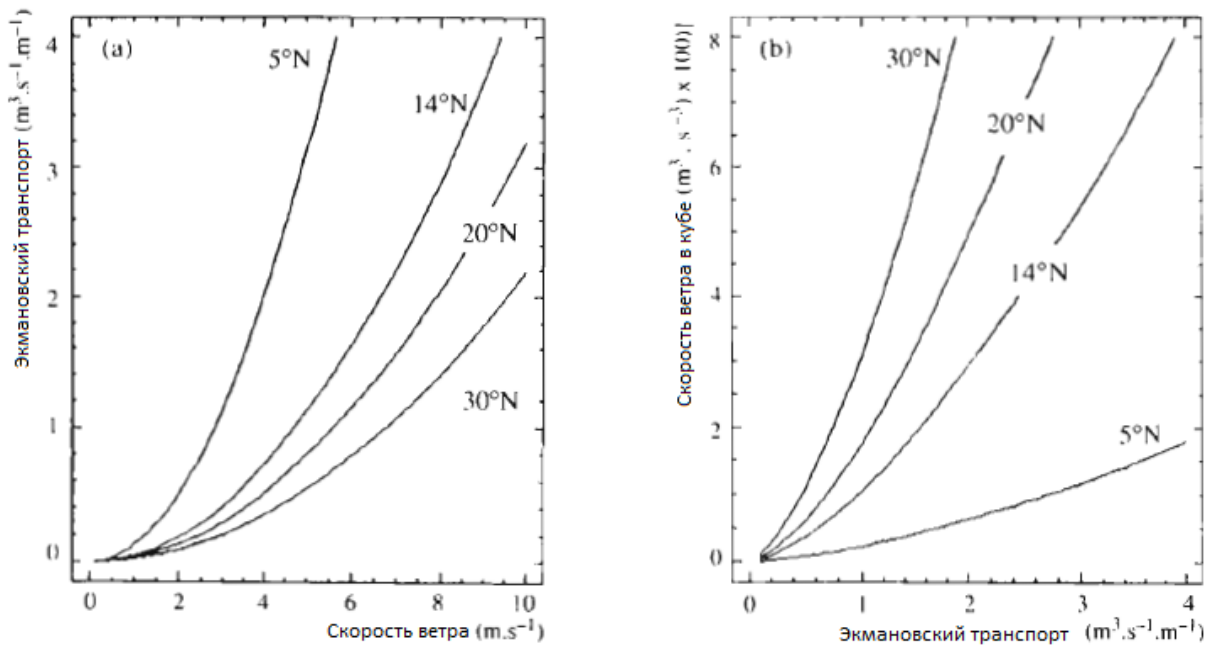 (a)
Экмановский транспорт (m³.s⁻¹.m⁻¹)
4
3
2
1
0
5°N
14°N
20°N
30°N
0 2 4 6 8 10
Скорость ветра (m.s⁻¹)
(b)
Скорость ветра в кубе (m³ . s⁻³) x 100)]
8
6
4
2
0
30°N
20°N
14°N
5°N
0 1 2 3 4
Экмановский транспорт (m³.s⁻¹.m⁻¹)